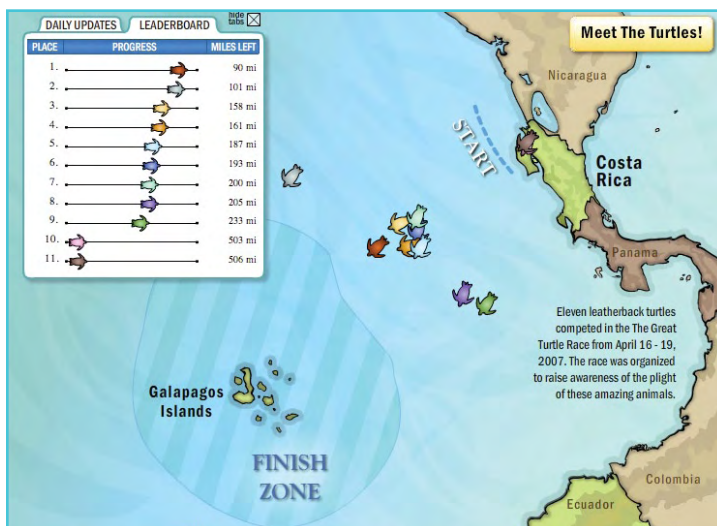 hide
tabs
DAILY UPDATES LEADERBOARD
PLACE PROGRESS MILES LEFT
1. 90 mi
2. 101 mi
3. 158 mi
4. 161 mi
5. 187 mi
6. 193 mi
7. 200 mi
8. 205 mi
9. 233 mi
10. 503 mi
11. 506 mi
Meet The Turtles!
Nicaragua
START
Costa
Rica
Panama
Eleven leatherback turtles
competed in the The Great
Turtle Race from April 16 - 19,
2007. The race was organized
to raise awareness of the plight
of these amazing animals.
Galapagos
Islands
FINISH
ZONE
Colombia
Ecuador